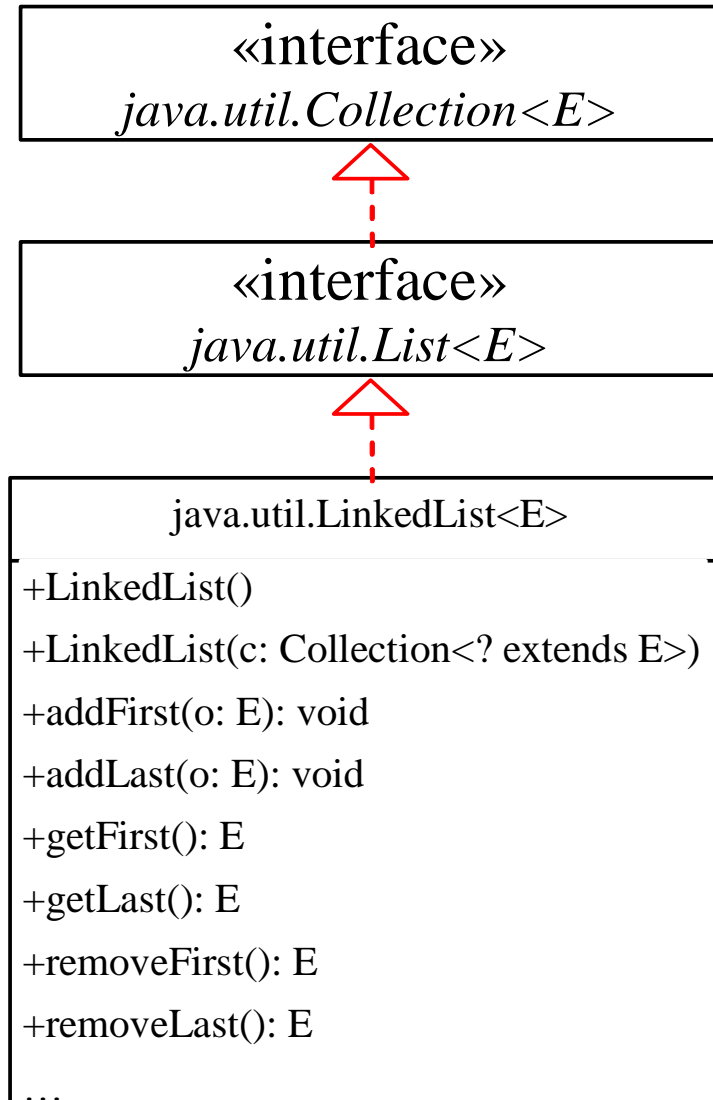 «interface»
java.util.Collection<E>
«interface»
java.util.List<E>
java.util.LinkedList<E>
+LinkedList()
+LinkedList(c: Collection<? extends E>)
+addFirst(o: E): void
+addLast(o: E): void
+getFirst(): E
+getLast(): E
+removeFirst(): E
+removeLast(): E
…